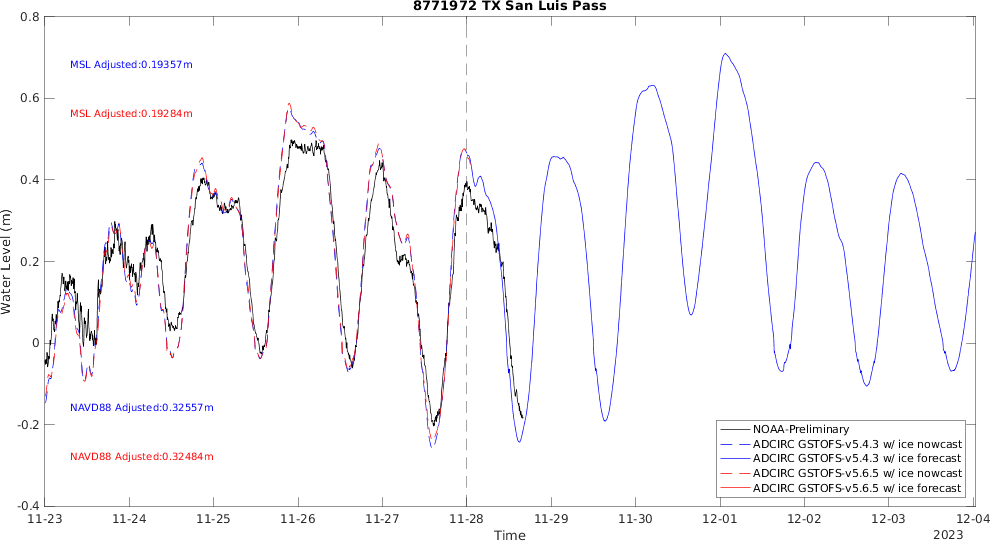 8771972 TX San Luis Pass
0.8
0.6
0.4
0.2
0
-0.2
-0.4
Water Level (m)
MSL Adjusted:0.19357m
MSL Adjusted:0.19284m
NAVD88 Adjusted:0.32557m
NAVD88 Adjusted:0.32484m
NOAA-Preliminary
ADCIRC GSTOFS-v5.4.3 w/ ice nowcast
ADCIRC GSTOFS-v5.4.3 w/ ice forecast
ADCIRC GSTOFS-v5.6.5 w/ ice nowcast
ADCIRC GSTOFS-v5.6.5 w/ ice forecast
11-23 11-24 11-25 11-26 11-27 11-28 11-29 11-30 12-01 12-02 12-03 12-04
Time
2023